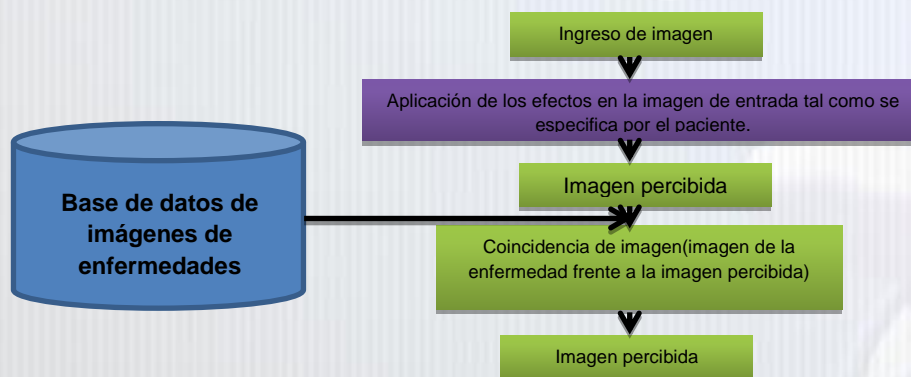 Ingreso de imagen
Aplicación de los efectos en la imagen de entrada tal como se
especifica por el paciente.
Imagen percibida
Base de datos de
imágenes de
enfermedades
Coincidencia de imagen(imagen de la
enfermedad frente a la imagen percibida)
Imagen percibida